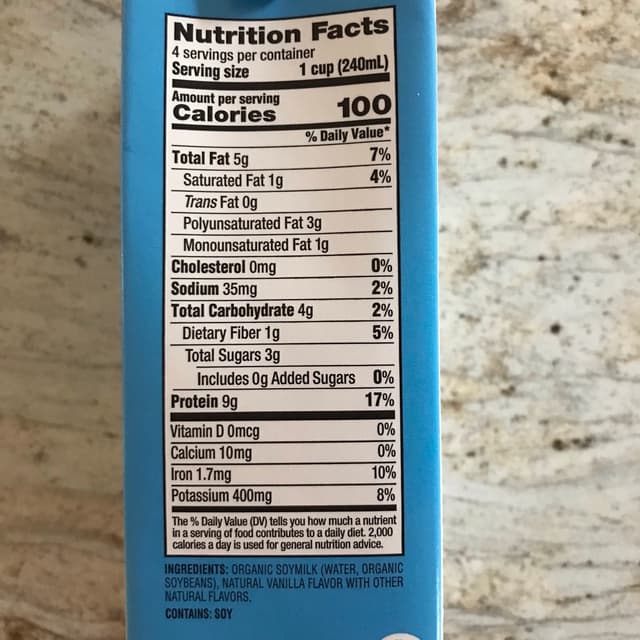 Nutrition Facts
4 servings per container
Serving size 1 cup (240mL)
Amount per serving
Calories 100
% Daily Value*
Total Fat 5g 7%
Saturated Fat 1g 4%
Trans Fat 0g
Polyunsaturated Fat 3g
Monounsaturated Fat 1g
Cholesterol 0mg 0%
Sodium 35mg 2%
Total Carbohydrate 4g 2%
Dietary Fiber 1g 5%
Total Sugars 3g
Includes 0g Added Sugars 0%
Protein 9g 17%
Vitamin D 0mcg 0%
Calcium 10mg 0%
Iron 1.7mg 10%
Potassium 400mg 8%
The % Daily Value (DV) tells you how much a nutrient
in a serving of food contributes to a daily diet. 2,000
calories a day is used for general nutrition advice.
INGREDIENTS: ORGANIC SOYMILK (WATER, ORGANIC
SOYBEANS), NATURAL VANILLA FLAVOR WITH OTHER
NATURAL FLAVORS.
CONTAINS: SOY